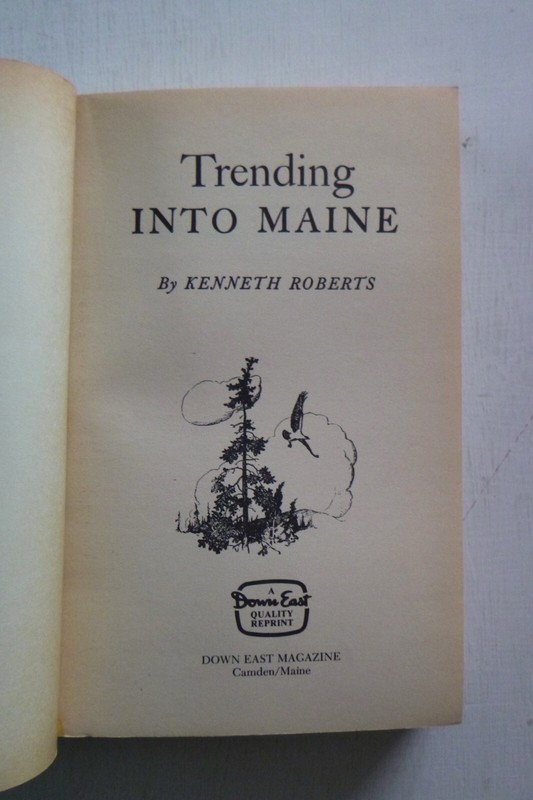 Trending
INTO MAINE
By KENNETH ROBERTS
A
Down East
QUALITY
REPRINT
DOWN EAST MAGAZINE
Camden/Maine